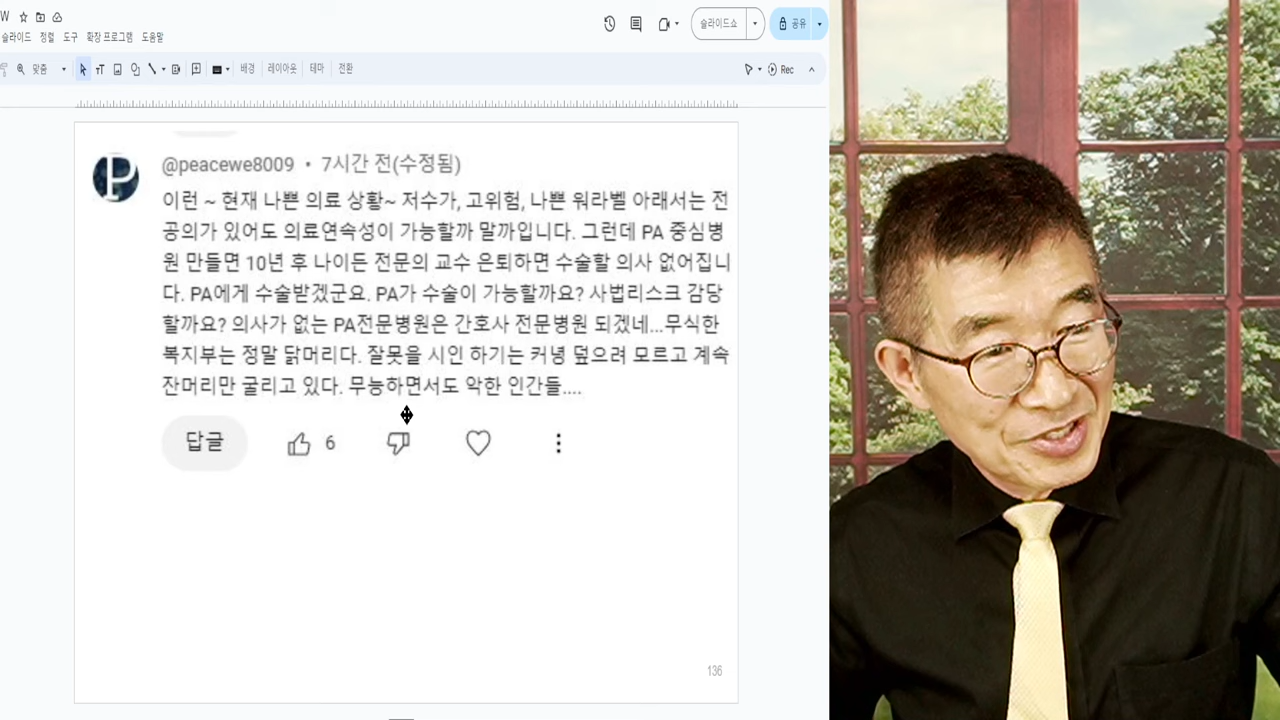 W
슬라이드 정렬 도구 확장 프로그램 도움말
슬라이드쇼
공유
맞춤
배경 레이아웃 테마 전환
Rec
@peacewe8009 • 7시간 전(수정됨)
이런 ~ 현재 나쁜 의료 상황~ 저수가, 고위험, 나쁜 워라벨 아래서는 전
공의가 있어도 의료연속성이 가능할까 말까입니다. 그런데 PA 중심병
원 만들면 10년 후 나이든 전문의 교수 은퇴하면 수술할 의사 없어집니
다. PA에게 수술받겠군요. PA가 수술이 가능할까요? 사법리스크 감당
할까요? 의사가 없는 PA전문병원은 간호사 전문병원 되겠네...무식한
복지부는 정말 닭머리다. 잘못을 시인 하기는 커녕 덮으려 모르고 계속
잔머리만 굴리고 있다. 무능하면서도 악한 인간들....
답글
6
136